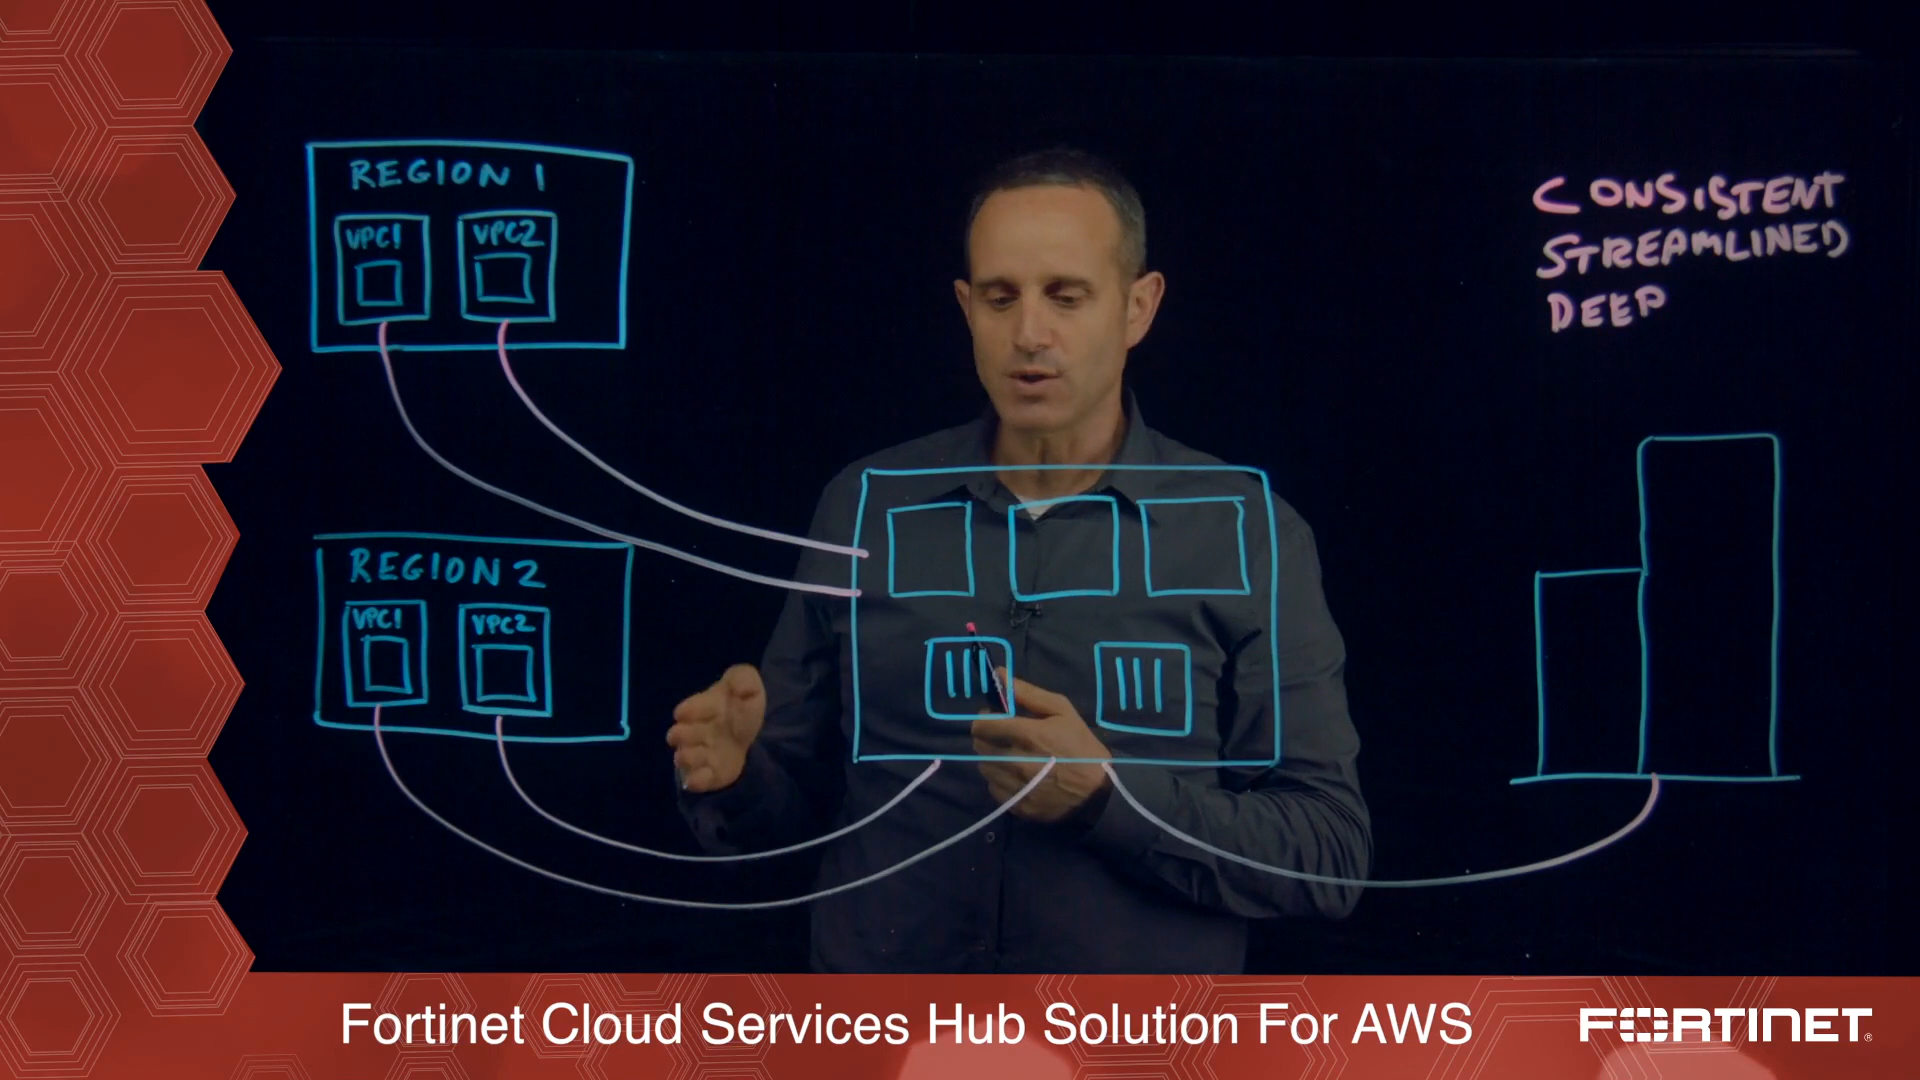 REGION 1
VPC1
VPC2
CONSISTENT
STREAMLINED
DEEP
REGION 2
VPC1
VPC2
Fortinet Cloud Services Hub Solution For AWS
FORTINET®